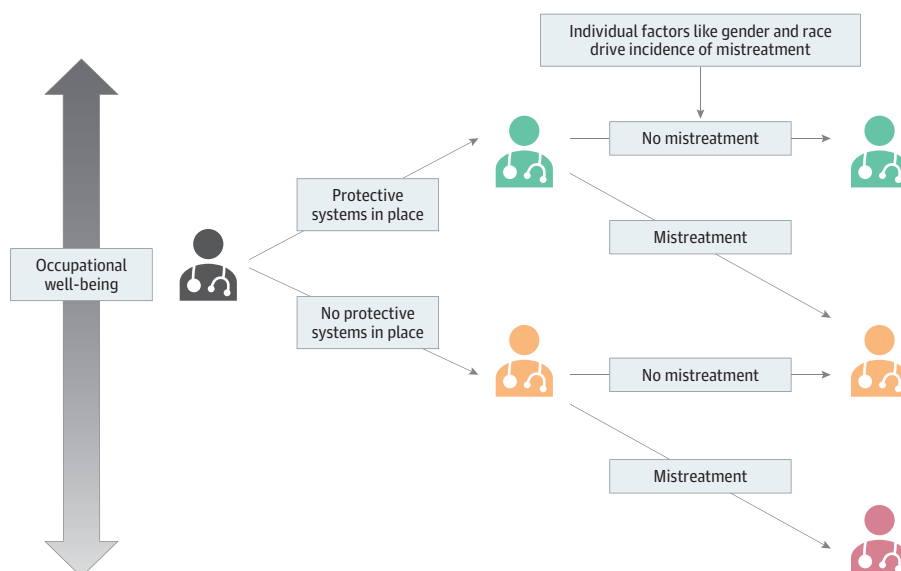 Individual factors like gender and race
drive incidence of mistreatment
No mistreatment
Protective
systems in place
Mistreatment
Occupational
well-being
No protective
systems in place
No mistreatment
Mistreatment